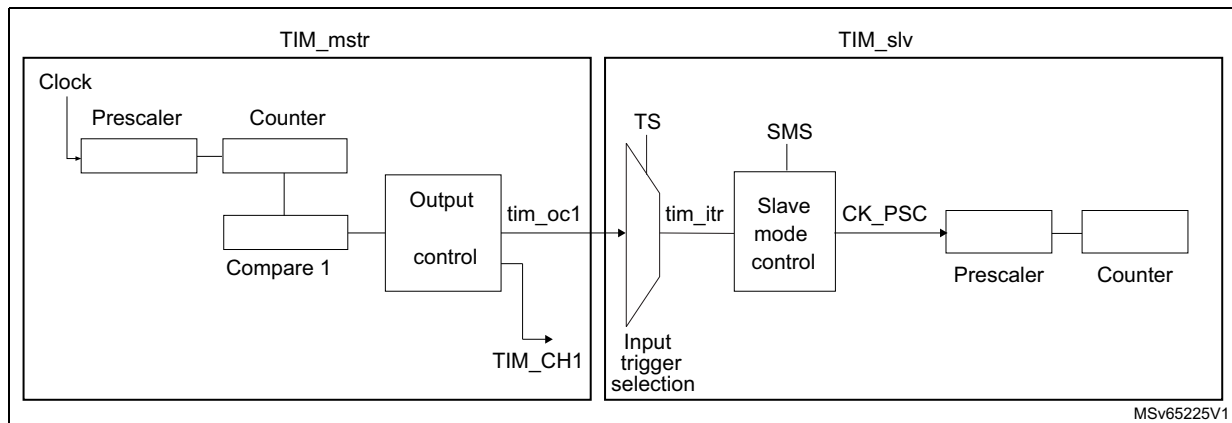 TIM_mstr
TIM_slv
Clock
Prescaler
Counter
Compare 1
Output
control
tim_oc1
TIM_CH1
TS
Input
trigger
selection
tim_itr
SMS
Slave
mode
control
CK_PSC
Prescaler
Counter
MSv65225V1